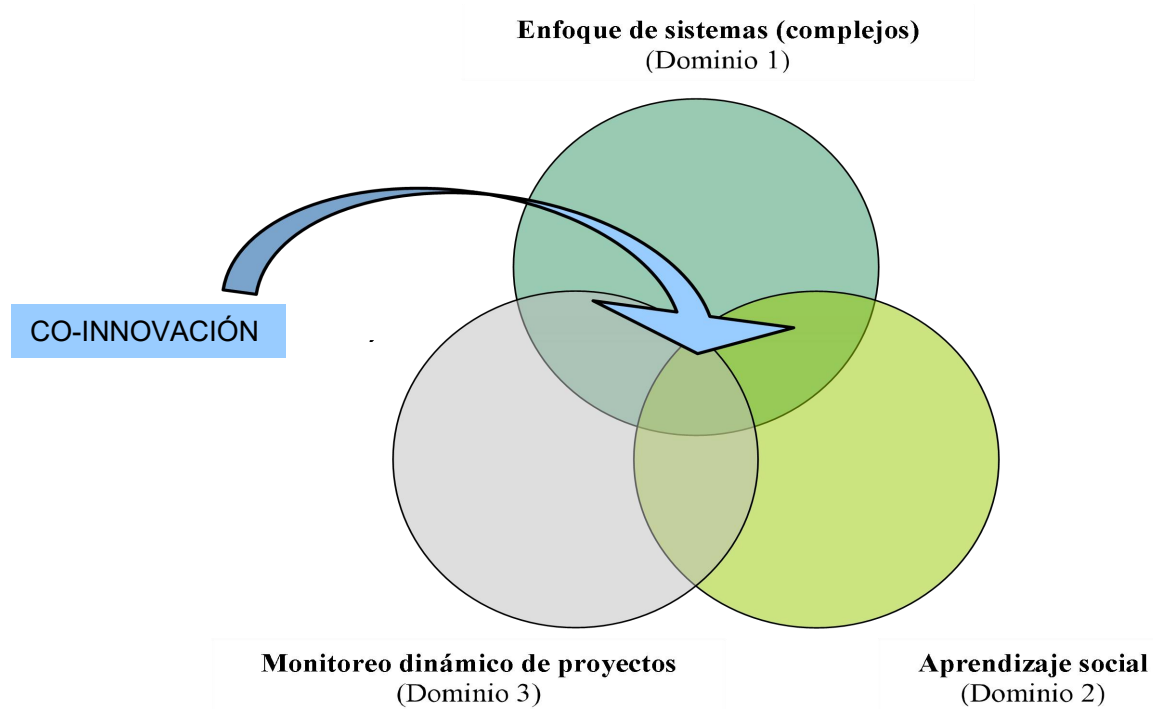 Enfoque de sistemas (complejos)
(Dominio 1)
CO-INNOVACIÓN
Monitoreo dinámico de proyectos
(Dominio 3)
Aprendizaje social
(Dominio 2)